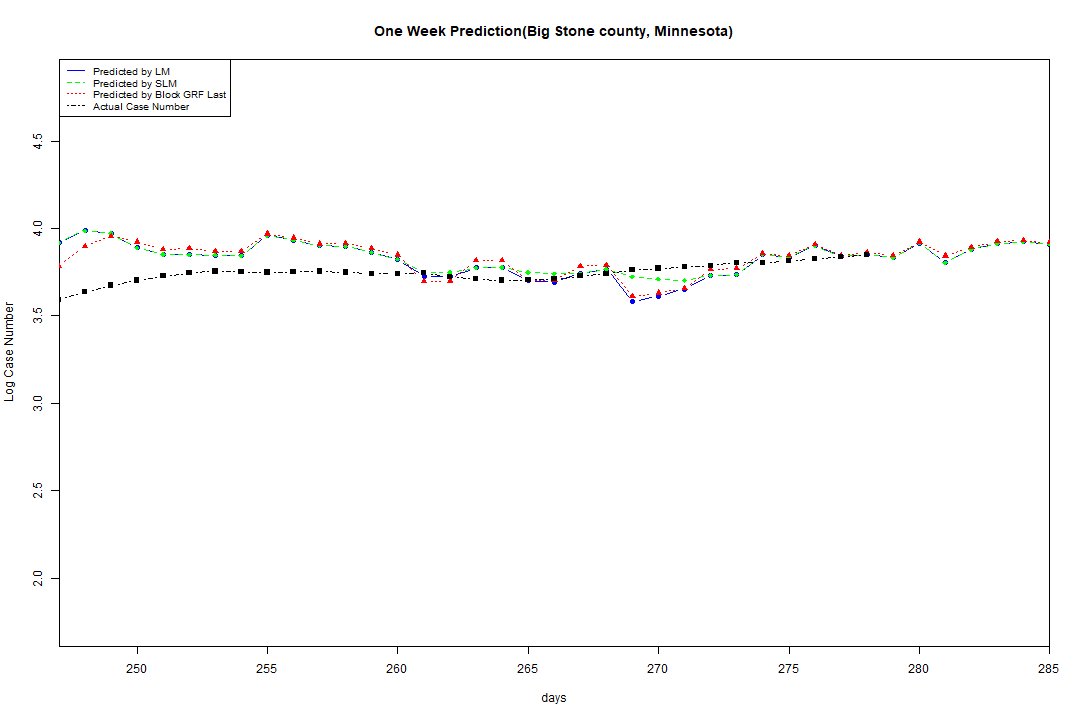 One Week Prediction(Big Stone county, Minnesota)
Predicted by LM
Predicted by SLM
Predicted by Block GRF Last
Actual Case Number
4.5
4.0
3.5
3.0
2.5
2.0
Log Case Number
250 255 260 265 270 275 280 285
days